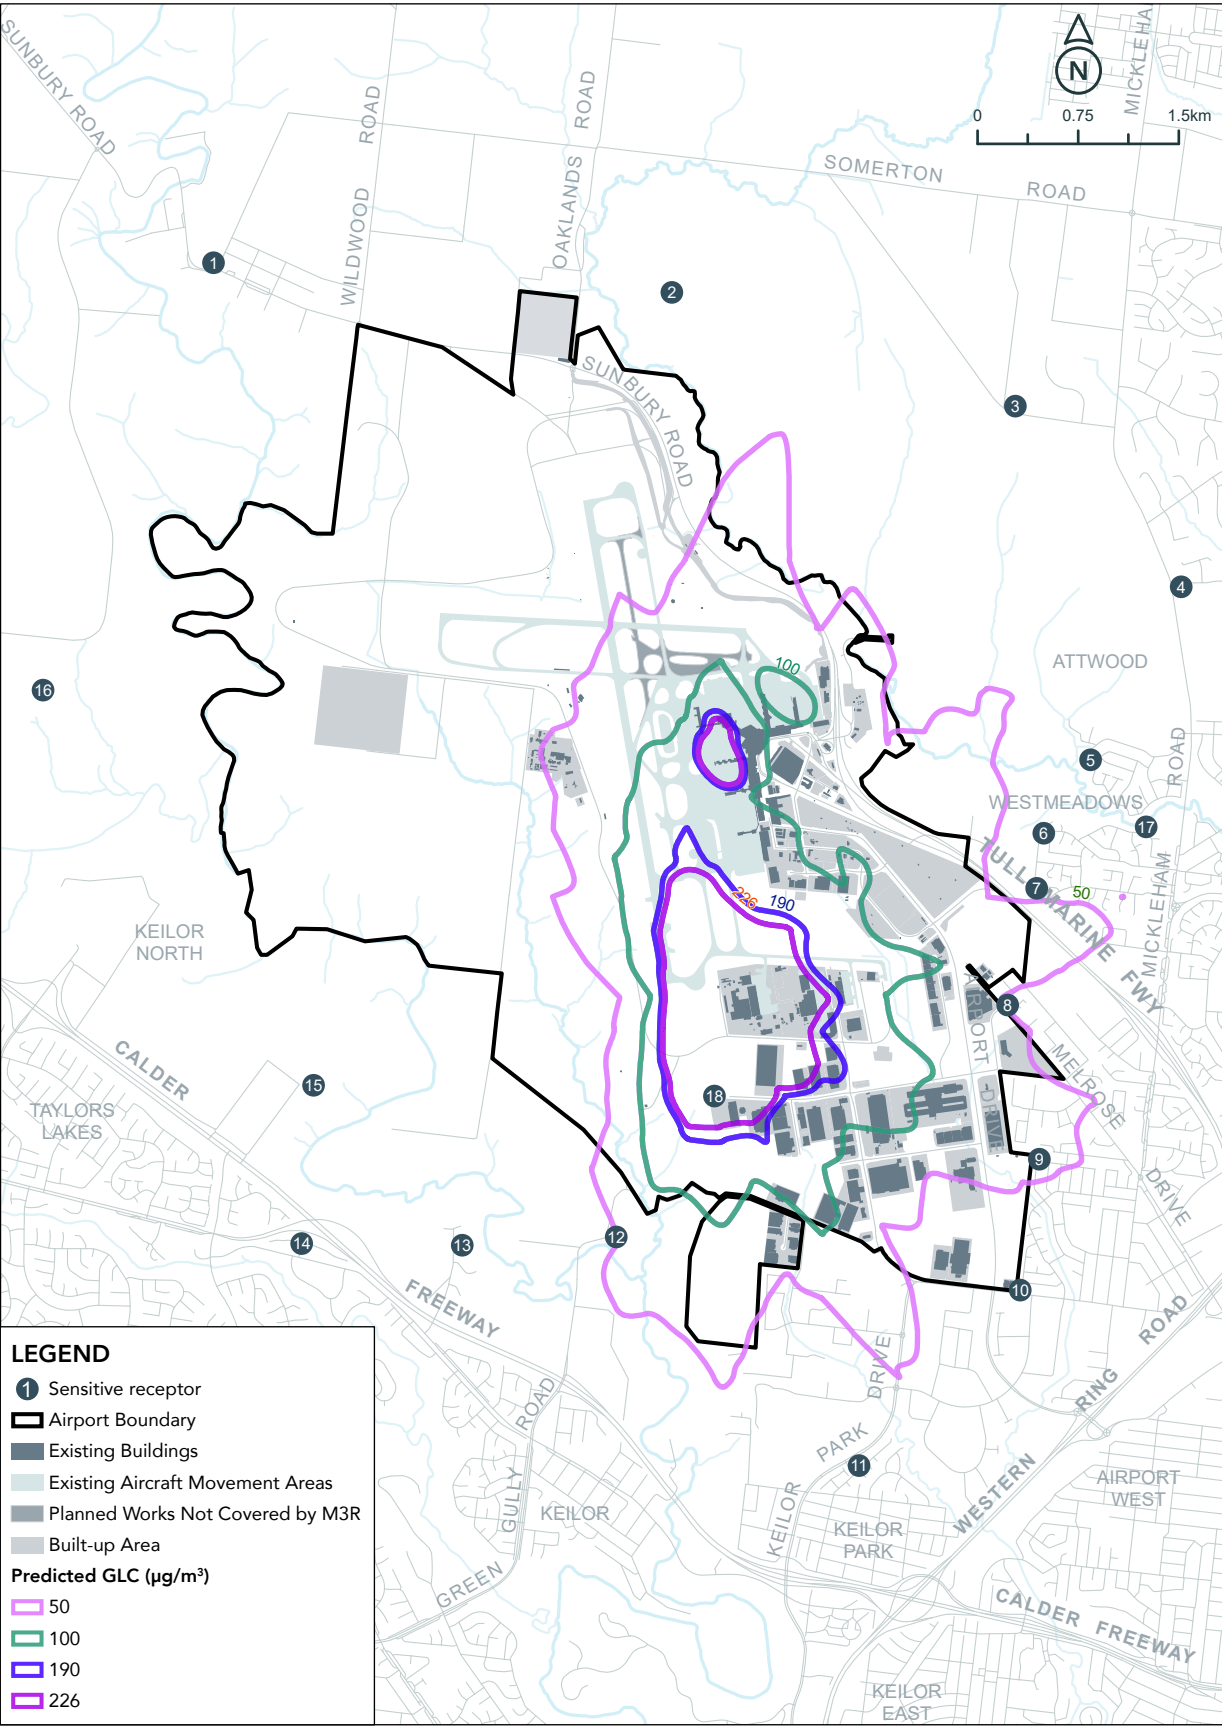 SUNBURY ROAD
WILDWOOD
ROAD
OAKLANDS
ROAD
MICKLEHA
N
0
0.75
1.5km
SOMERTON
ROAD
1
2
SUNBURY ROAD
3
4
ATTWOOD
16
100
5
ROAD
WESTMEADOWS
6
17
TULLAMARINE FWY
7
50
MICKLEHAM
226
190
KEILOR
NORTH
8
AIRPORT
DRIVE
MELROSE
DRIVE
CALDER
FREEWAY
15
TAYLORS
LAKES
18
9
14
13
12
10
ROAD
RING
WESTERN
DRIVE
PARK
KEILOR
11
ROAD
GULLY
GREEN
KEILOR
KEILOR
PARK
AIRPORT
WEST
CALDER FREEWAY
KEILOR
EAST
LEGEND
1 Sensitive receptor
Airport Boundary
Existing Buildings
Existing Aircraft Movement Areas
Planned Works Not Covered by M3R
Built-up Area
Predicted GLC (µg/m³)
50
100
190
226